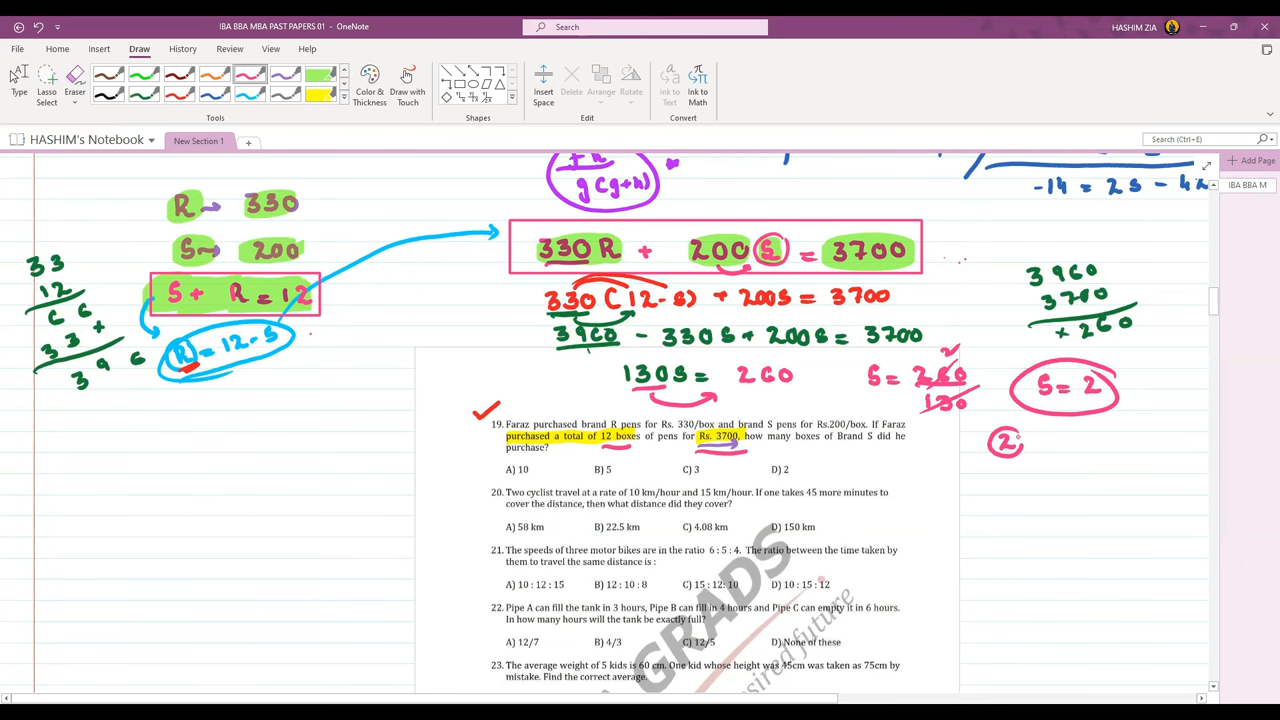 IBA BBA MBA PAST PAPERS 01 - OneNote
Search
HASHIM ZIA
File Home Insert Draw History Review View Help
Type
Lasso Select
Eraser
Color & Thickness
Draw with Touch
Insert Space
Delete
Arrange
Rotate
Ink to Text
Ink to Math
Tools
Shapes
Edit
Convert
HASHIM's Notebook
New Section 1
Search (Ctrl+E)
Add Page
IBA BBA M
g(g+h)
-14 = 2S - 42
R → 330
S → 200
S + R = 12
R = 12 - S
33
12
66
33 +
396
330 R + 200 S = 3700
330 (12 - S) + 200S = 3700
3960 - 330S + 200S = 3700
130S = 260
S = 260
130
2
S = 2
3960
3700
+ 260
2
19. Faraz purchased brand R pens for Rs. 330/box and brand S pens for Rs.200/box. If Faraz
purchased a total of 12 boxes of pens for Rs. 3700, how many boxes of Brand S did he
purchase?
A) 10 B) 5 C) 3 D) 2
20. Two cyclist travel at a rate of 10 km/hour and 15 km/hour. If one takes 45 more minutes to
cover the distance, then what distance did they cover?
A) 58 km B) 22.5 km C) 4.08 km D) 150 km
21. The speeds of three motor bikes are in the ratio 6 : 5 : 4. The ratio between the time taken by
them to travel the same distance is :
A) 10 : 12 : 15 B) 12 : 10 : 8 C) 15 : 12: 10 D) 10 : 15 : 12
22. Pipe A can fill the tank in 3 hours, Pipe B can fill in 4 hours and Pipe C can empty it in 6 hours.
In how many hours will the tank be exactly full?
A) 12/7 B) 4/3 C) 12/5 D) None of these
23. The average weight of 5 kids is 60 cm. One kid whose height was 45cm was taken as 75cm by
mistake. Find the correct average.
GRADS
desired future